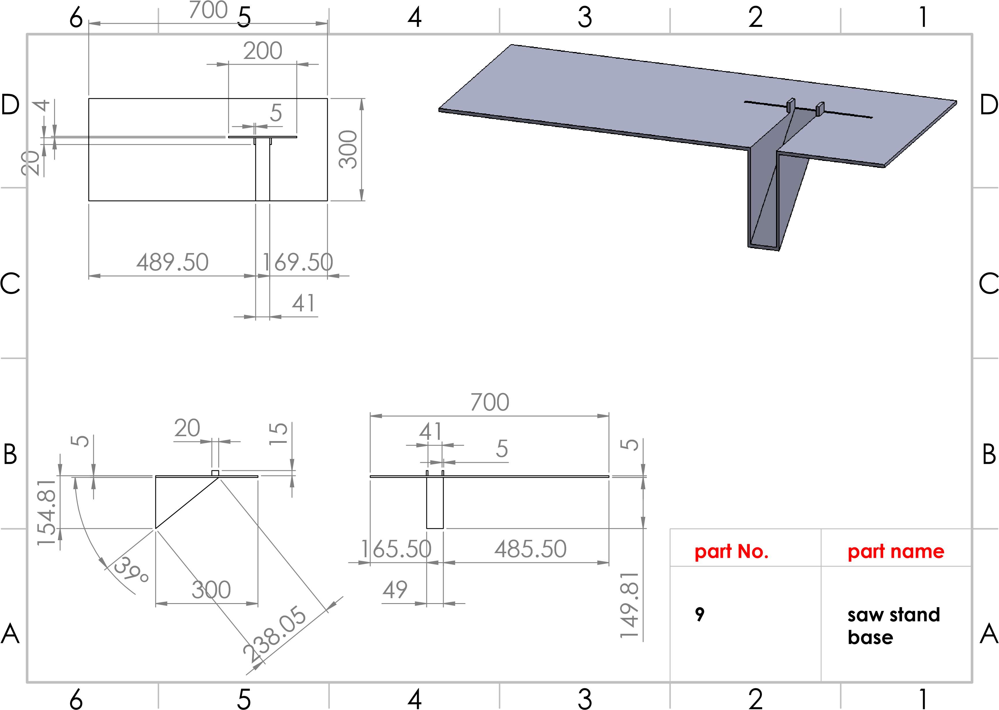 6 5 4 3 2 1
700
200
D D
4
5
20
300
C C
489.50 169.50
41
700
20 15 41
5 5 5
B B
154.81
165.50 485.50
39°
300 49
149.81
238.05
part No. part name
9 saw stand
base
A A
6 5 4 3 2 1